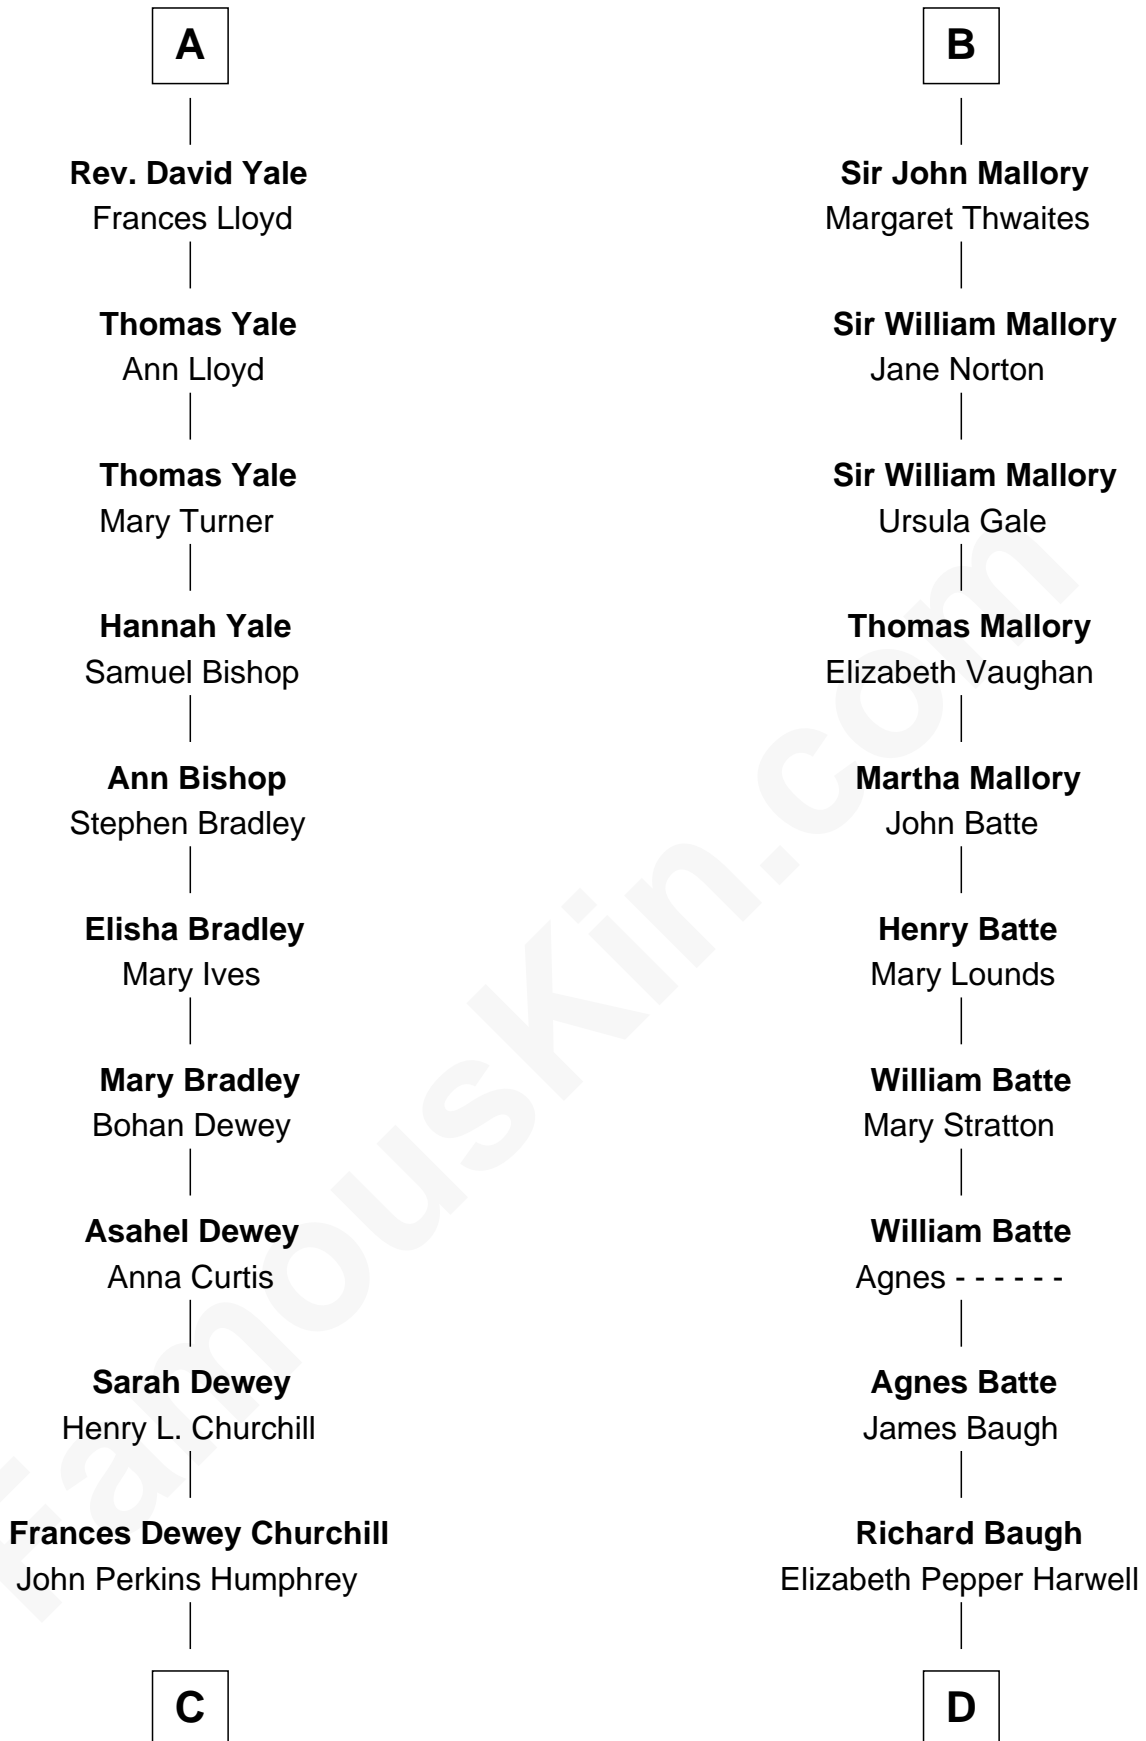 A
Rev. David Yale
Frances Lloyd
Thomas Yale
Ann Lloyd
Thomas Yale
Mary Turner
Hannah Yale
Samuel Bishop
Ann Bishop
Stephen Bradley
Elisha Bradley
Mary Ives
Mary Bradley
Bohan Dewey
Asahel Dewey
Anna Curtis
Sarah Dewey
Henry L. Churchill
Frances Dewey Churchill
John Perkins Humphrey
C
B
Sir John Mallory
Margaret Thwaites
Sir William Mallory
Jane Norton
Sir William Mallory
Ursula Gale
Thomas Mallory
Elizabeth Vaughan
Martha Mallory
John Batte
Henry Batte
Mary Lounds
William Batte
Mary Stratton
William Batte
Agnes - - - - - -
Agnes Batte
James Baugh
Richard Baugh
Elizabeth Pepper Harwell
D
FamousKin.com